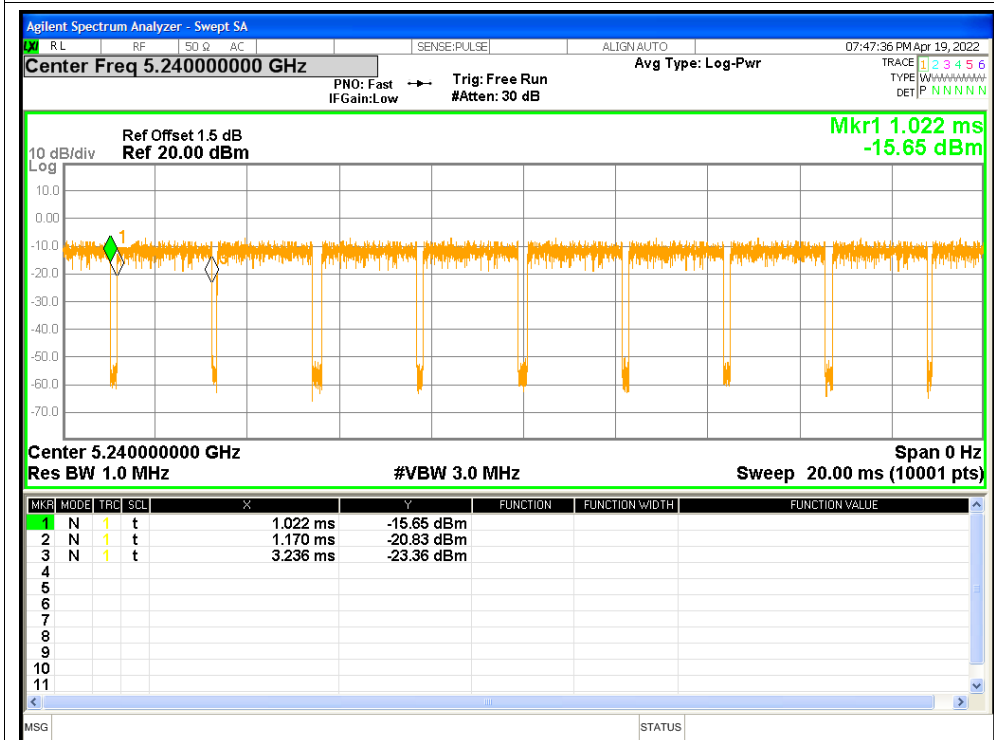 Agilent Spectrum Analyzer - Swept SA
LXI RL RF 50 Ω AC SENSE:PULSE ALIGN AUTO 07:47:36 PM Apr 19, 2022
Center Freq 5.240000000 GHz
PNO: Fast Trig: Free Run Avg Type: Log-Pwr TRACE 1 2 3 4 5 6
IFGain:Low #Atten: 30 dB TYPE W
DET P N N N N N
Ref Offset 1.5 dB Mkr1 1.022 ms
10 dB/div Ref 20.00 dBm -15.65 dBm
Log
10.0
0.00
-10.0
1
-20.0
-30.0
-40.0
-50.0
-60.0
-70.0
Center 5.240000000 GHz Span 0 Hz
Res BW 1.0 MHz #VBW 3.0 MHz Sweep 20.00 ms (10001 pts)
MKR MODE TRC SCL X Y FUNCTION FUNCTION WIDTH FUNCTION VALUE
1 N 1 t 1.022 ms -15.65 dBm
2 N 1 t 1.170 ms -20.83 dBm
3 N 1 t 3.236 ms -23.36 dBm
4
5
6
7
8
9
10
11
MSG STATUS